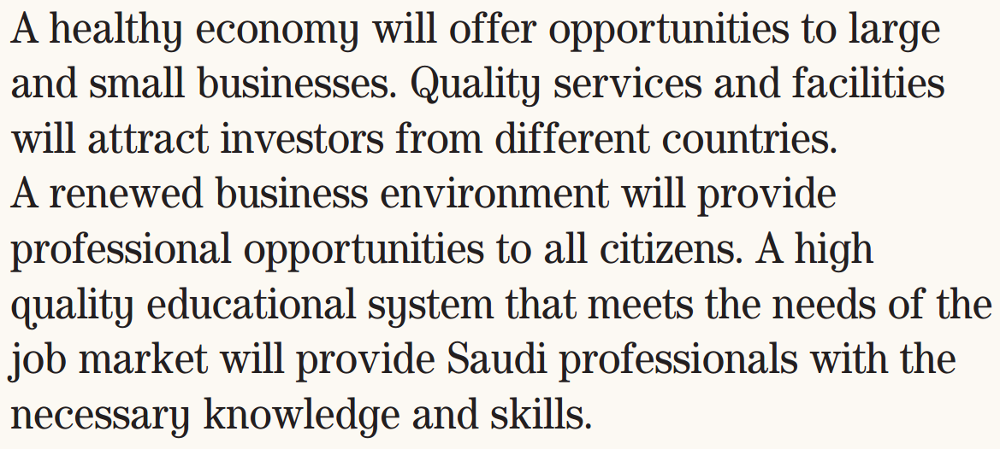 A healthy economy will offer opportunities to large
and small businesses. Quality services and facilities
will attract investors from different countries.
A renewed business environment will provide
professional opportunities to all citizens. A high
quality educational system that meets the needs of the
job market will provide Saudi professionals with the
necessary knowledge and skills.